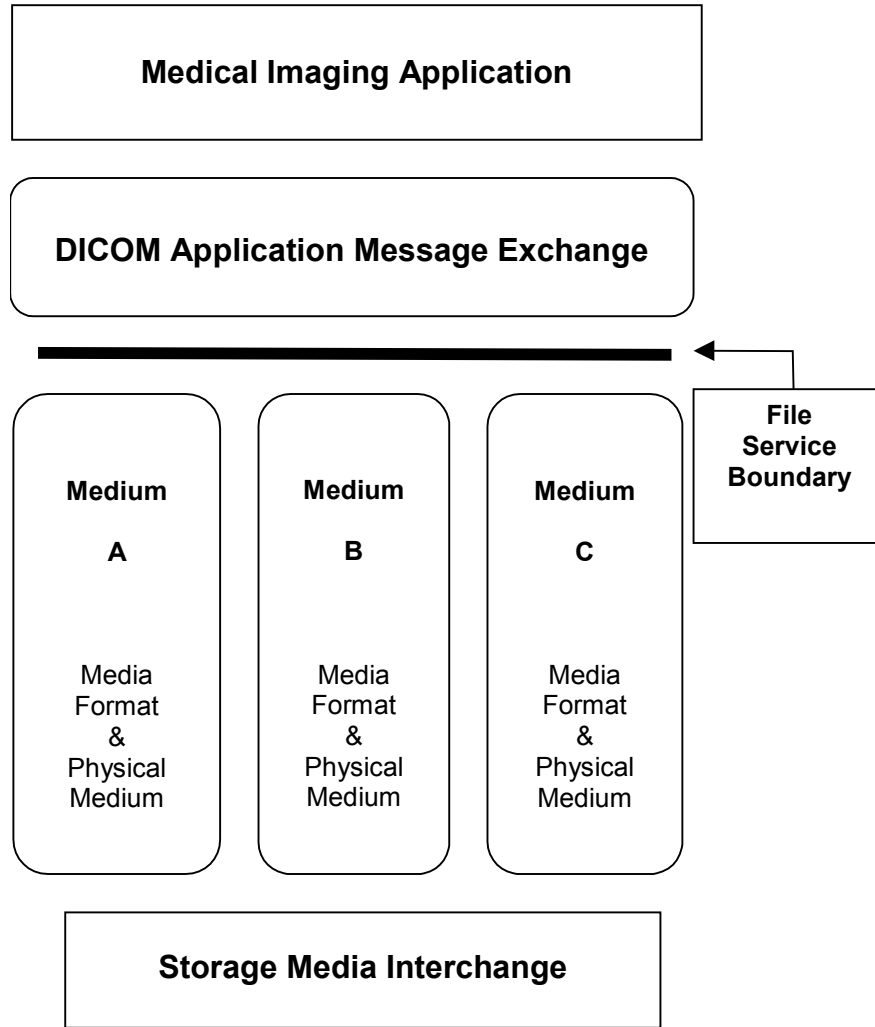 Medical Imaging Application
DICOM Application Message Exchange
File
Service
Boundary
Medium
A
Media
Format
&
Physical
Medium
Medium
B
Media
Format
&
Physical
Medium
Medium
C
Media
Format
&
Physical
Medium
Storage Media Interchange